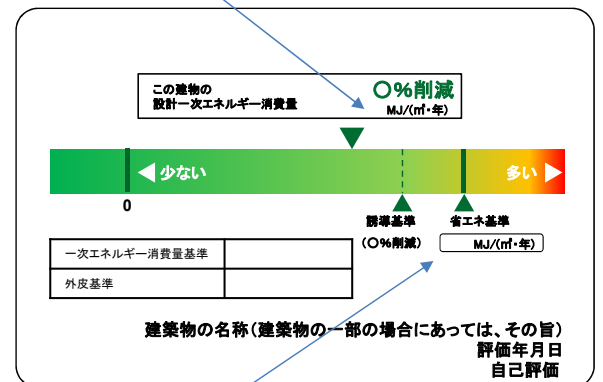 この建物の
設計一次エネルギー消費量
〇%削減
MJ/(㎡・年)
少ない
多い
0
誘導基準
(〇%削減)
省エネ基準
MJ/(㎡・年)
一次エネルギー消費量基準
外皮基準
建築物の名称(建築物の一部の場合にあっては、その旨)
評価年月日
自己評価